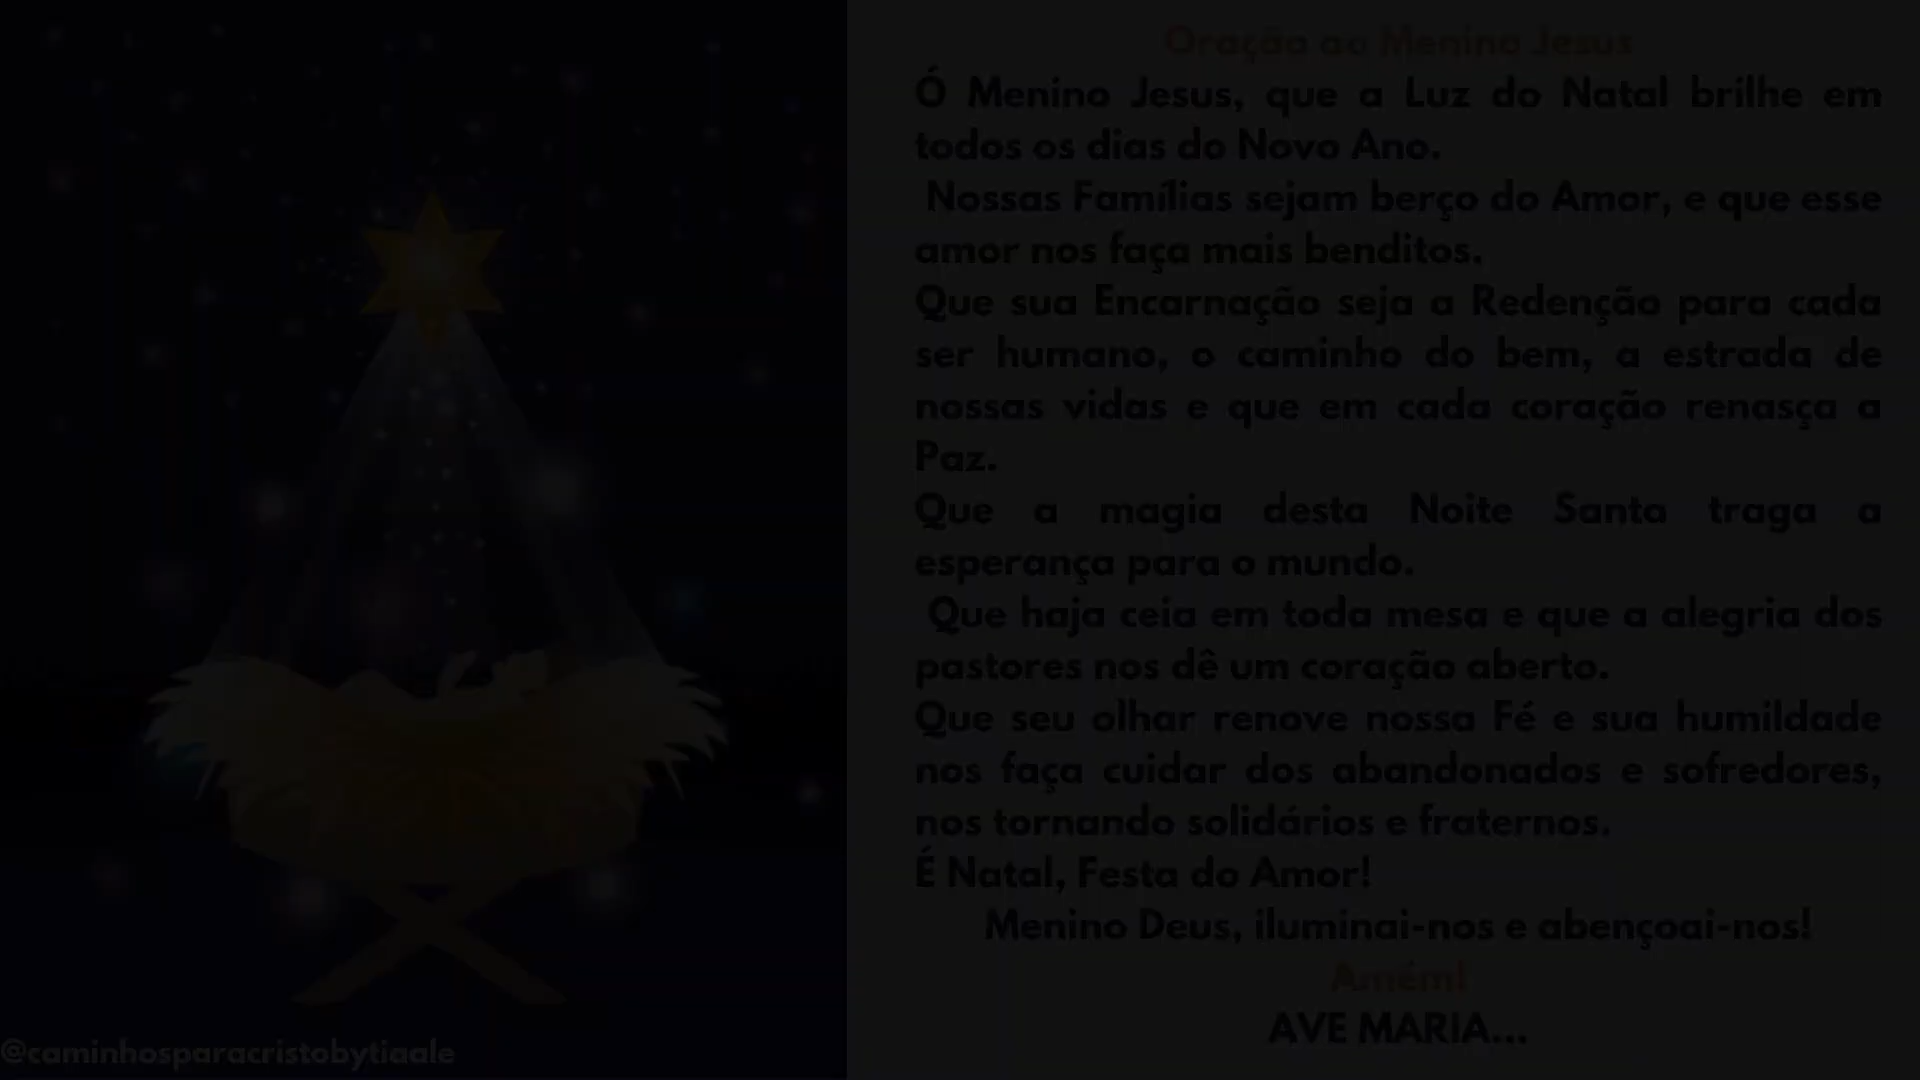 Oração ao Menino Jesus
Ó Menino Jesus, que a Luz do Natal brilhe em
todos os dias do Novo Ano.
Nossas Famílias sejam berço do Amor, e que esse
amor nos faça mais benditos.
Que sua Encarnação seja a Redenção para cada
ser humano, o caminho do bem, a estrada de
nossas vidas e que em cada coração renasça a
Paz.
Que a magia desta Noite Santa traga a
esperança para o mundo.
Que haja ceia em toda mesa e que a alegria dos
pastores nos dê um coração aberto.
Que seu olhar renove nossa Fé e sua humildade
nos faça cuidar dos abandonados e sofredores,
nos tornando solidários e fraternos.
É Natal, Festa do Amor!
Menino Deus, iluminai-nos e abençoai-nos!
Amém!
AVE MARIA...
@caminhosparacristobytiaale